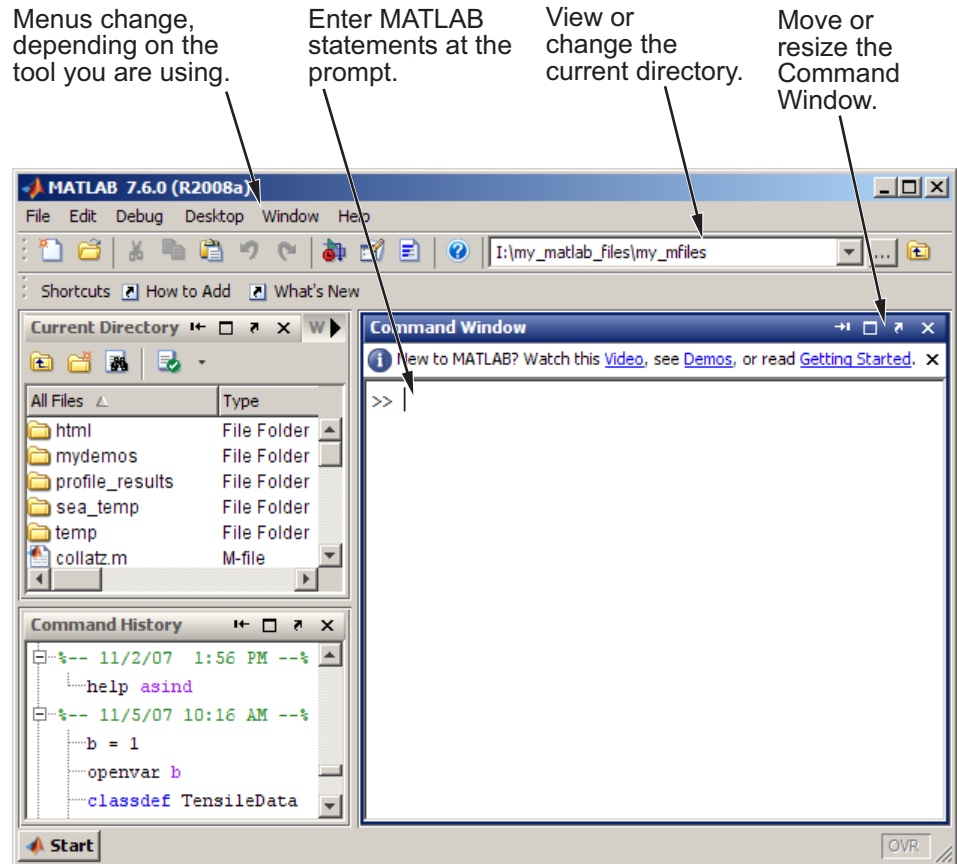 Menus change,
depending on the
tool you are using.
Enter MATLAB
statements at the
prompt.
View or
change the
current directory.
Move or
resize the
Command
Window.
MATLAB 7.6.0 (R2008a)
File Edit Debug Desktop Window Help
I:\my_matlab_files\my_mfiles
...
Shortcuts How to Add What's New
Current Directory W
All Files Type
html File Folder
mydemos File Folder
profile_results File Folder
sea_temp File Folder
temp File Folder
collatz.m M-file
Command History
%-- 11/2/07 1:56 PM --%
help asind
%-- 11/5/07 10:16 AM --%
b = 1
openvar b
classdef TensileData
Command Window
New to MATLAB? Watch this Video, see Demos, or read Getting Started.
>>
Start
OVR